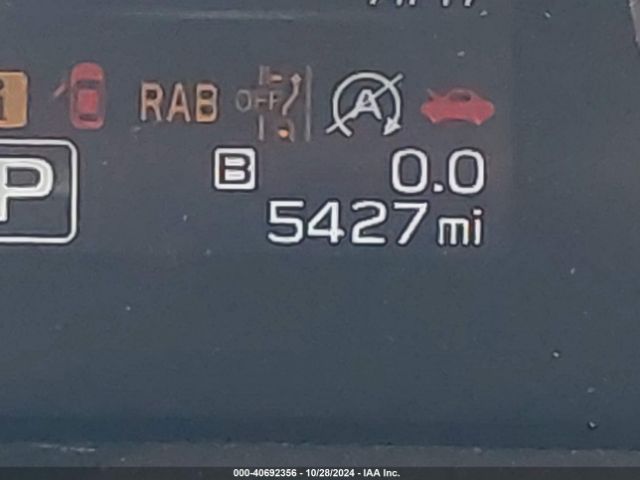 i
RAB OFF A
P B 0.0
5427 mi
000-40692356 - 10/28/2024 - IAA Inc.